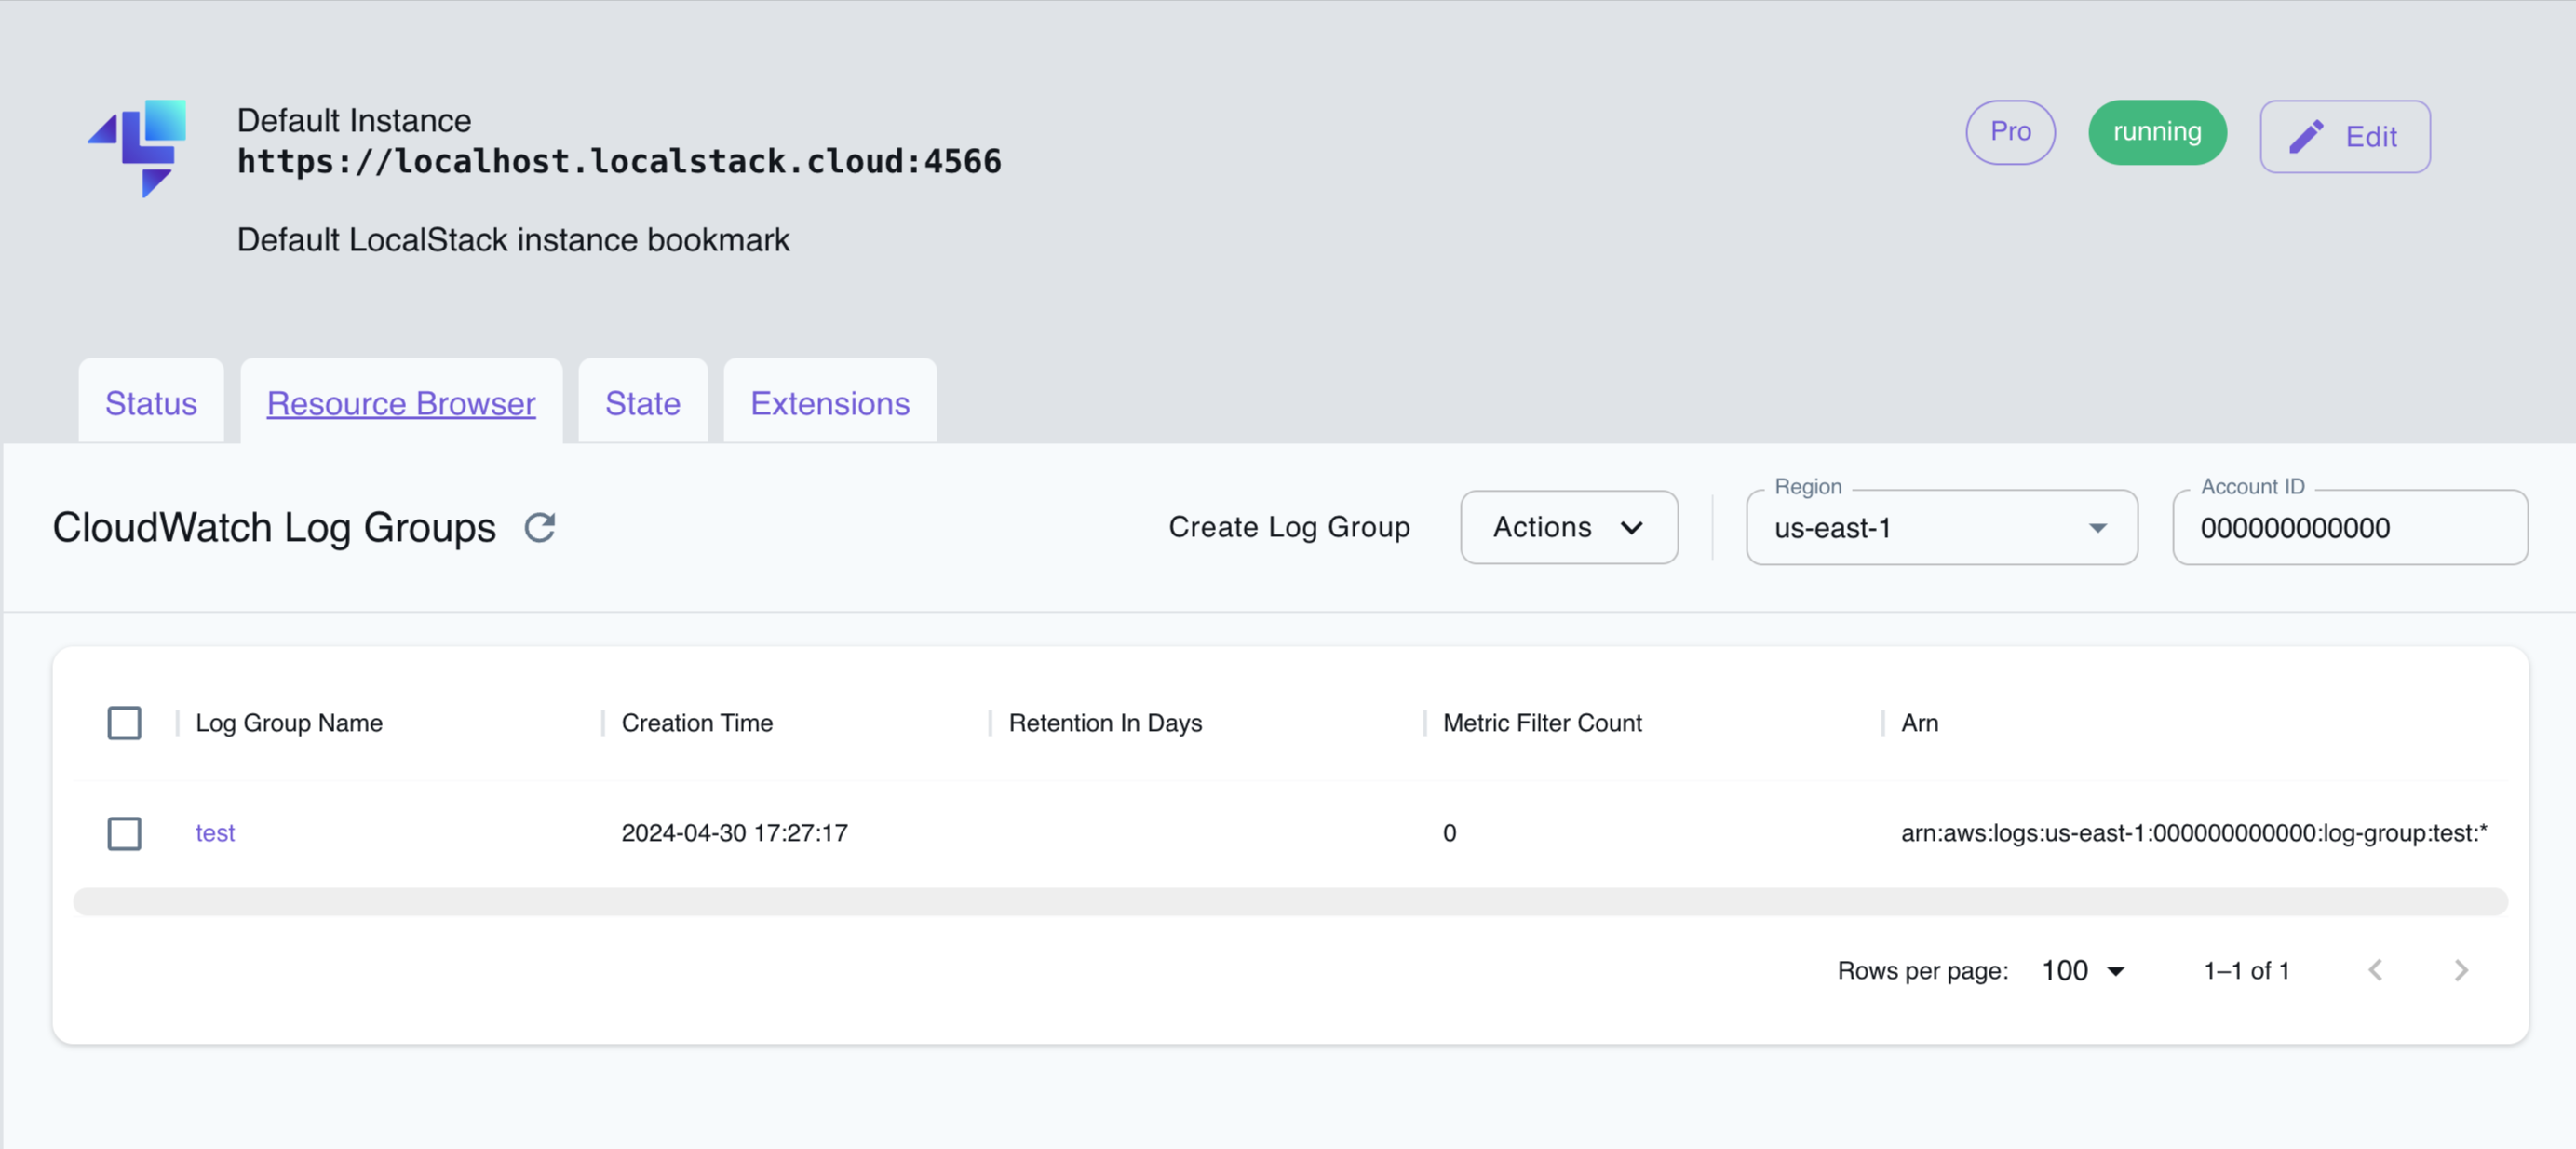 Default Instance
https://localhost.localstack.cloud:4566
Default LocalStack instance bookmark
Pro
running
Edit
Status
Resource Browser
State
Extensions
CloudWatch Log Groups
Create Log Group
Actions
Region
us-east-1
Account ID
000000000000
Log Group Name
Creation Time
Retention In Days
Metric Filter Count
Arn
test
2024-04-30 17:27:17
0
arn:aws:logs:us-east-1:000000000000:log-group:test:*
Rows per page:
100
1–1 of 1